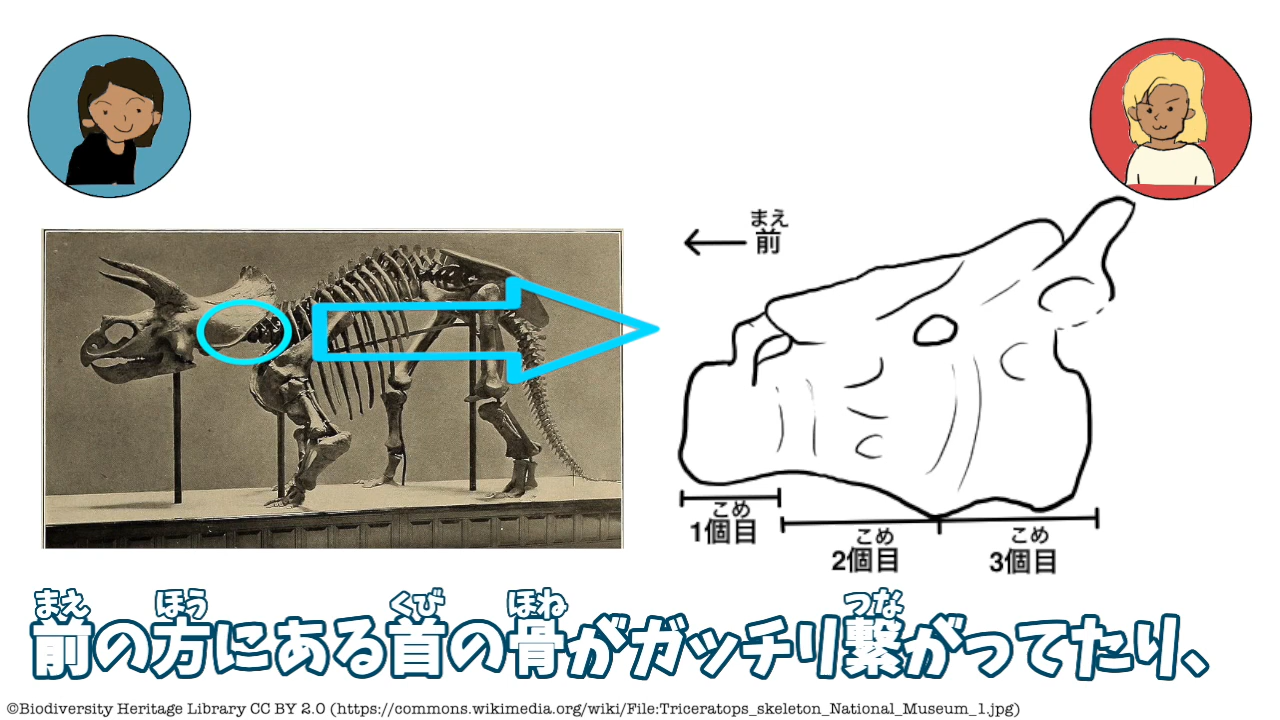 まえ
前
こめ
1個目
こめ
2個目
こめ
3個目
まえ ほう くび ほね つな
前の方にある首の骨がガッチリ繋がってたり、
©Biodiversity Heritage Library CC BY 2.0 (https://commons.wikimedia.org/wiki/File:Triceratops_skeleton_National_Museum_1.jpg)